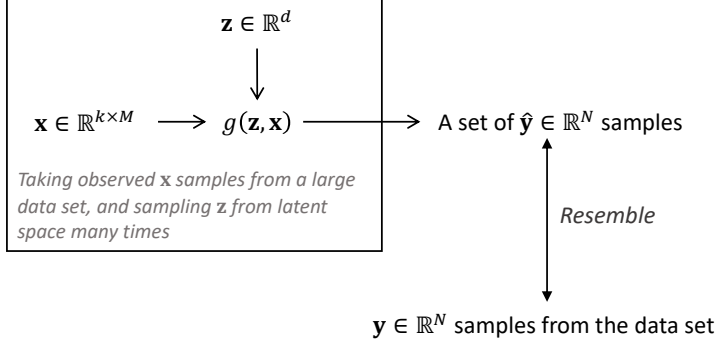 𝐳 ∈ ℝ^d
𝐱 ∈ ℝ^{k×M}
g(𝐳, 𝐱)
A set of 𝐲̂ ∈ ℝ^N samples
Taking observed 𝐱 samples from a large
data set, and sampling 𝐳 from latent
space many times
Resemble
𝐲 ∈ ℝ^N samples from the data set